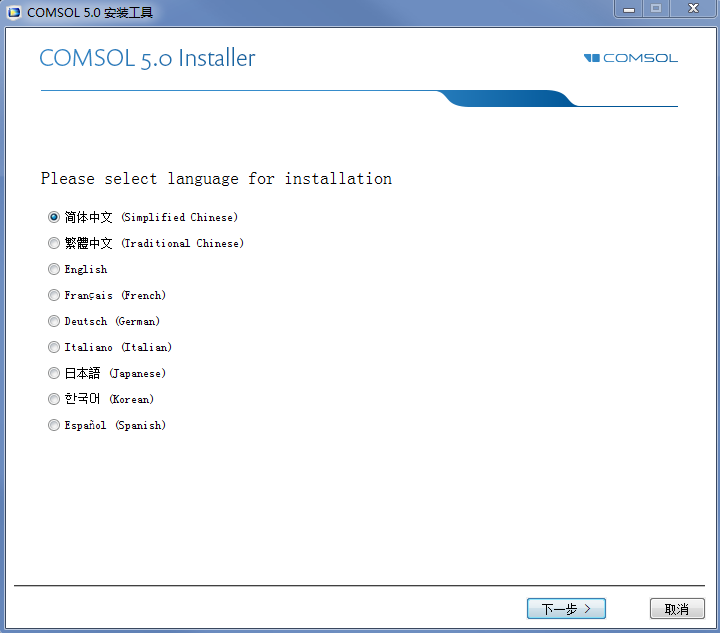 COMSOL 5.0 安装工具
COMSOL 5.0 Installer
COMSOL
Please select language for installation
简体中文 (Simplified Chinese)
繁體中文 (Traditional Chinese)
English
Français (French)
Deutsch (German)
Italiano (Italian)
日本語 (Japanese)
한국어 (Korean)
Español (Spanish)
下一步 >
取消